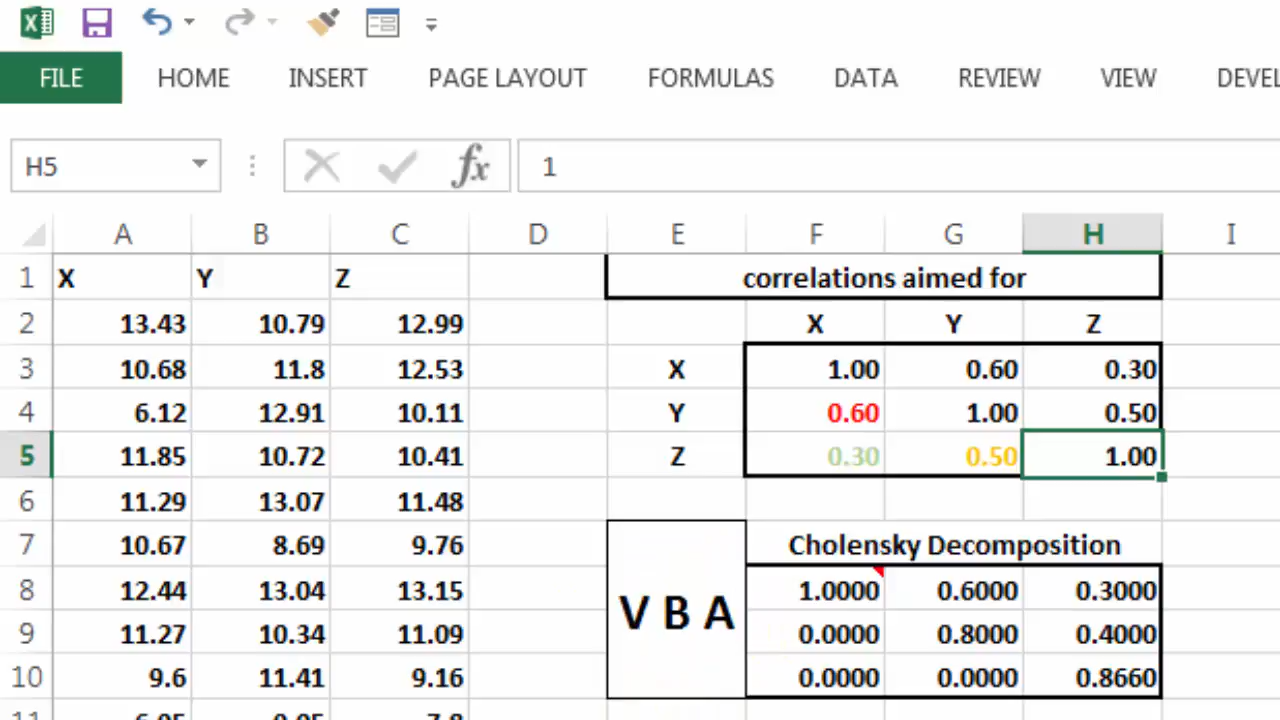 FILE HOME INSERT PAGE LAYOUT FORMULAS DATA REVIEW VIEW DEVEL
H5 fx 1
A B C D E F G H I
1 X Y Z correlations aimed for
2 13.43 10.79 12.99 X Y Z
3 10.68 11.8 12.53 X 1.00 0.60 0.30
4 6.12 12.91 10.11 Y 0.60 1.00 0.50
5 11.85 10.72 10.41 Z 0.30 0.50 1.00
6 11.29 13.07 11.48
7 10.67 8.69 9.76 Cholensky Decomposition
8 12.44 13.04 13.15 1.0000 0.6000 0.3000
9 11.27 10.34 11.09 V B A 0.0000 0.8000 0.4000
10 9.6 11.41 9.16 0.0000 0.0000 0.8660
11